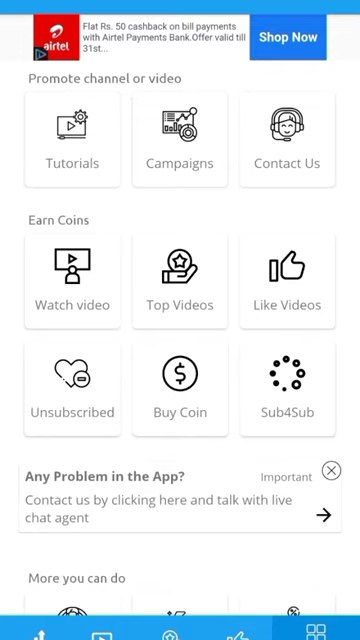 Flat Rs. 50 cashback on bill payments
with Airtel Payments Bank.Offer valid till
31st...
airtel
Shop Now
Promote channel or video
Tutorials
Campaigns
Contact Us
Earn Coins
Watch video
Top Videos
Like Videos
Unsubscribed
Buy Coin
Sub4Sub
Any Problem in the App?
Important
Contact us by clicking here and talk with live
chat agent
More you can do